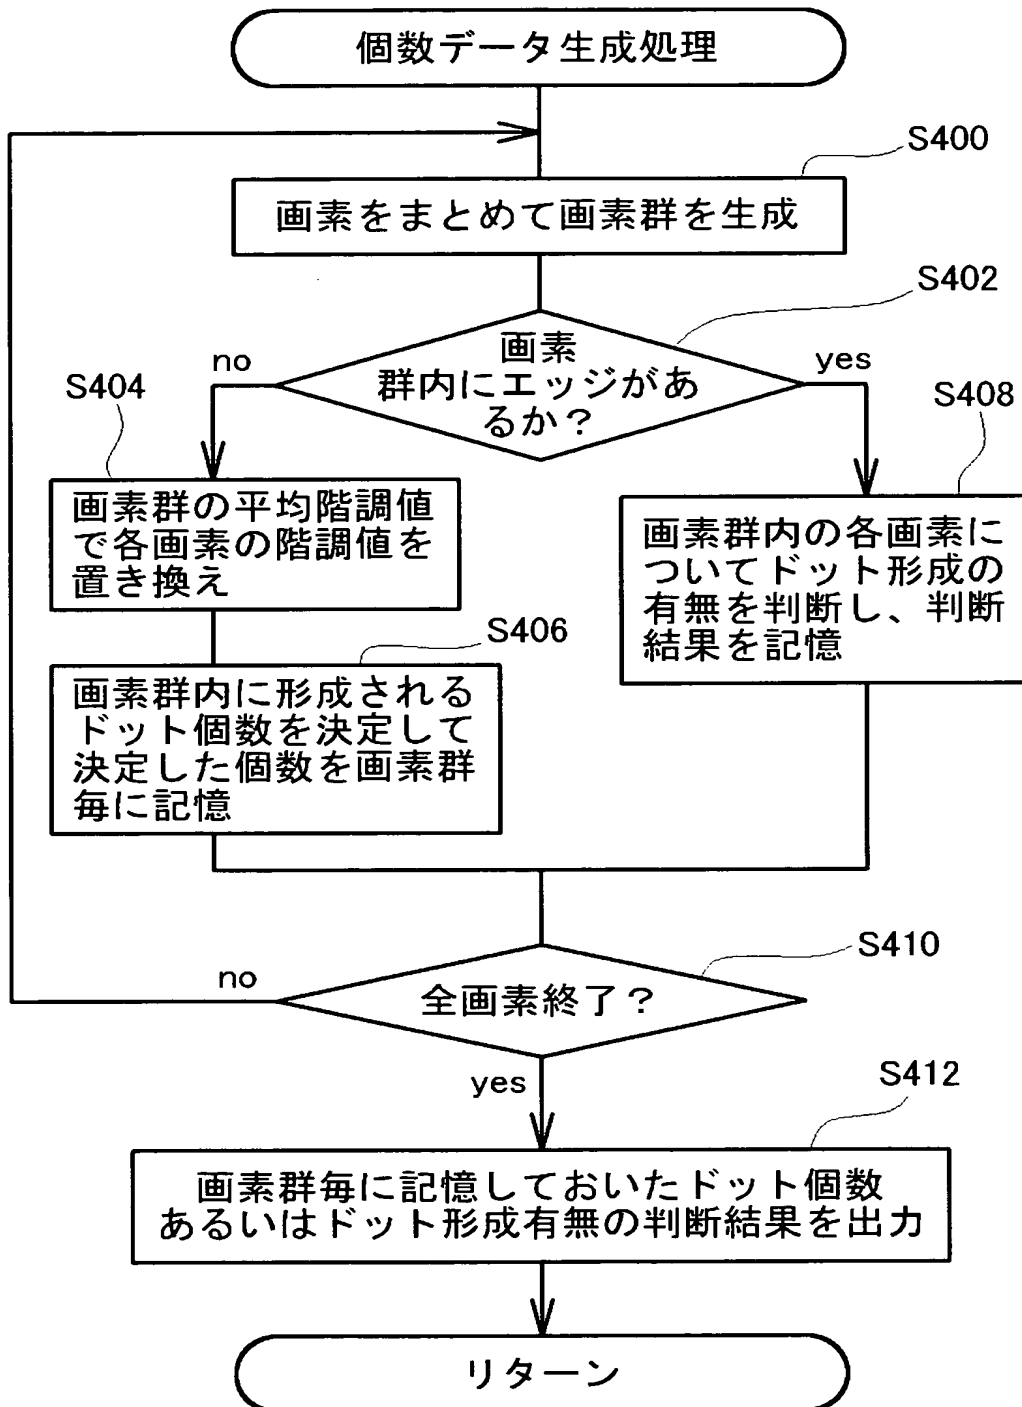 個数データ生成処理
S400
画素をまとめて画素群を生成
S402
画素
群内にエッジがあ
るか？
no
yes
S404
画素群の平均階調値
で各画素の階調値を
置き換え
S408
画素群内の各画素に
ついてドット形成の
有無を判断し、判断
結果を記憶
S406
画素群内に形成される
ドット個数を決定して
決定した個数を画素群
毎に記憶
S410
全画素終了？
no
yes
S412
画素群毎に記憶しておいたドット個数
あるいはドット形成有無の判断結果を出力
リターン